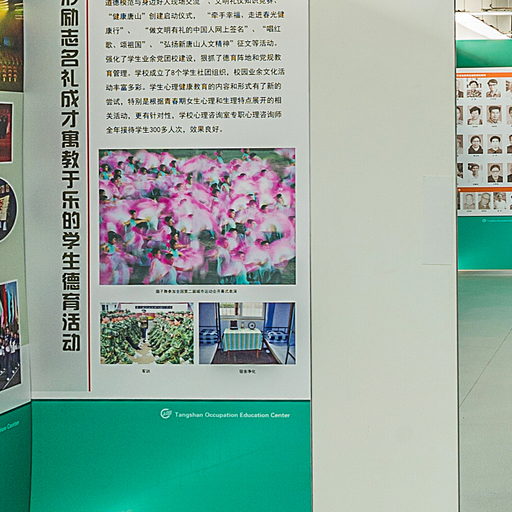 励志名礼成才寓教于乐的学生德育活动
道德模范与身边好人现场交流”、“文明礼仪知识竞赛、
“健康唐山”创建启动仪式、“牵手幸福、走进春光健
康行”、“做文明有礼的中国人网上签名”、“唱红
歌、颂祖国”、“弘扬新唐山人文精神”征文等活动，
强化了学生业余党团校建设，狠抓了德育阵地和党课教
育管理。学校成立了8个学生社团组织，校园业余文化活
动丰富多彩。学生心理健康教育的内容和形式有了新的
尝试，特别是根据青春期女生心理和生理特点展开的相
关活动，更有针对性。学校心理咨询室专职心理咨询师
全年接待学生300多人次，效果良好。
军训
宿舍净化
Tangshan Occupation Education Center